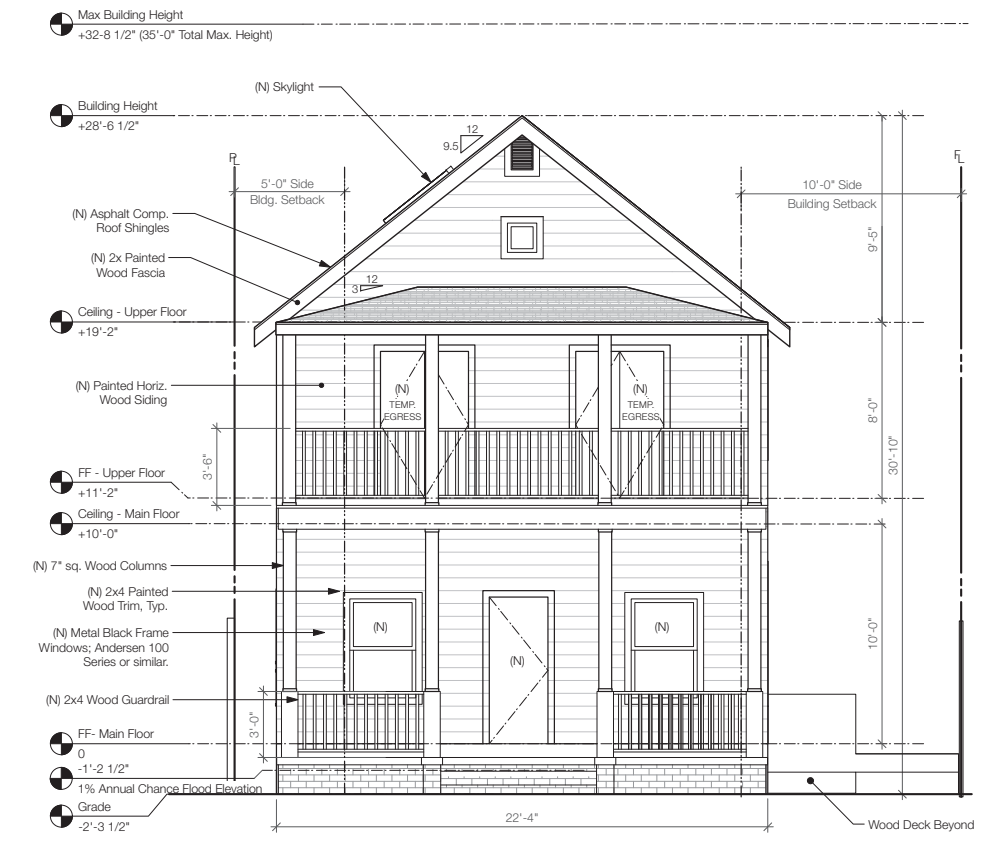 Max Building Height
+32-8 1/2" (35'-0" Total Max. Height)
(N) Skylight
Building Height
+28'-6 1/2"
12
9.5
PL
PL
5'-0" Side
Bldg. Setback
10'-0" Side
Building Setback
(N) Asphalt Comp.
Roof Shingles
9'-5"
(N) 2x Painted
Wood Fascia
12
3
Ceiling - Upper Floor
+19'-2"
(N) Painted Horiz.
Wood Siding
(N)
TEMP.
EGRESS
(N)
TEMP.
EGRESS
8'-0"
30'-10"
3'-6"
FF - Upper Floor
+11'-2"
Ceiling - Main Floor
+10'-0"
(N) 7" sq. Wood Columns
(N) 2x4 Painted
Wood Trim, Typ.
(N) Metal Black Frame
Windows; Andersen 100
Series or similar.
(N)
(N)
(N)
10'-0"
(N) 2x4 Wood Guardrail
3'-0"
FF- Main Floor
0
-1'-2 1/2"
1% Annual Chance Flood Elevation
Grade
-2'-3 1/2"
22'-4"
Wood Deck Beyond